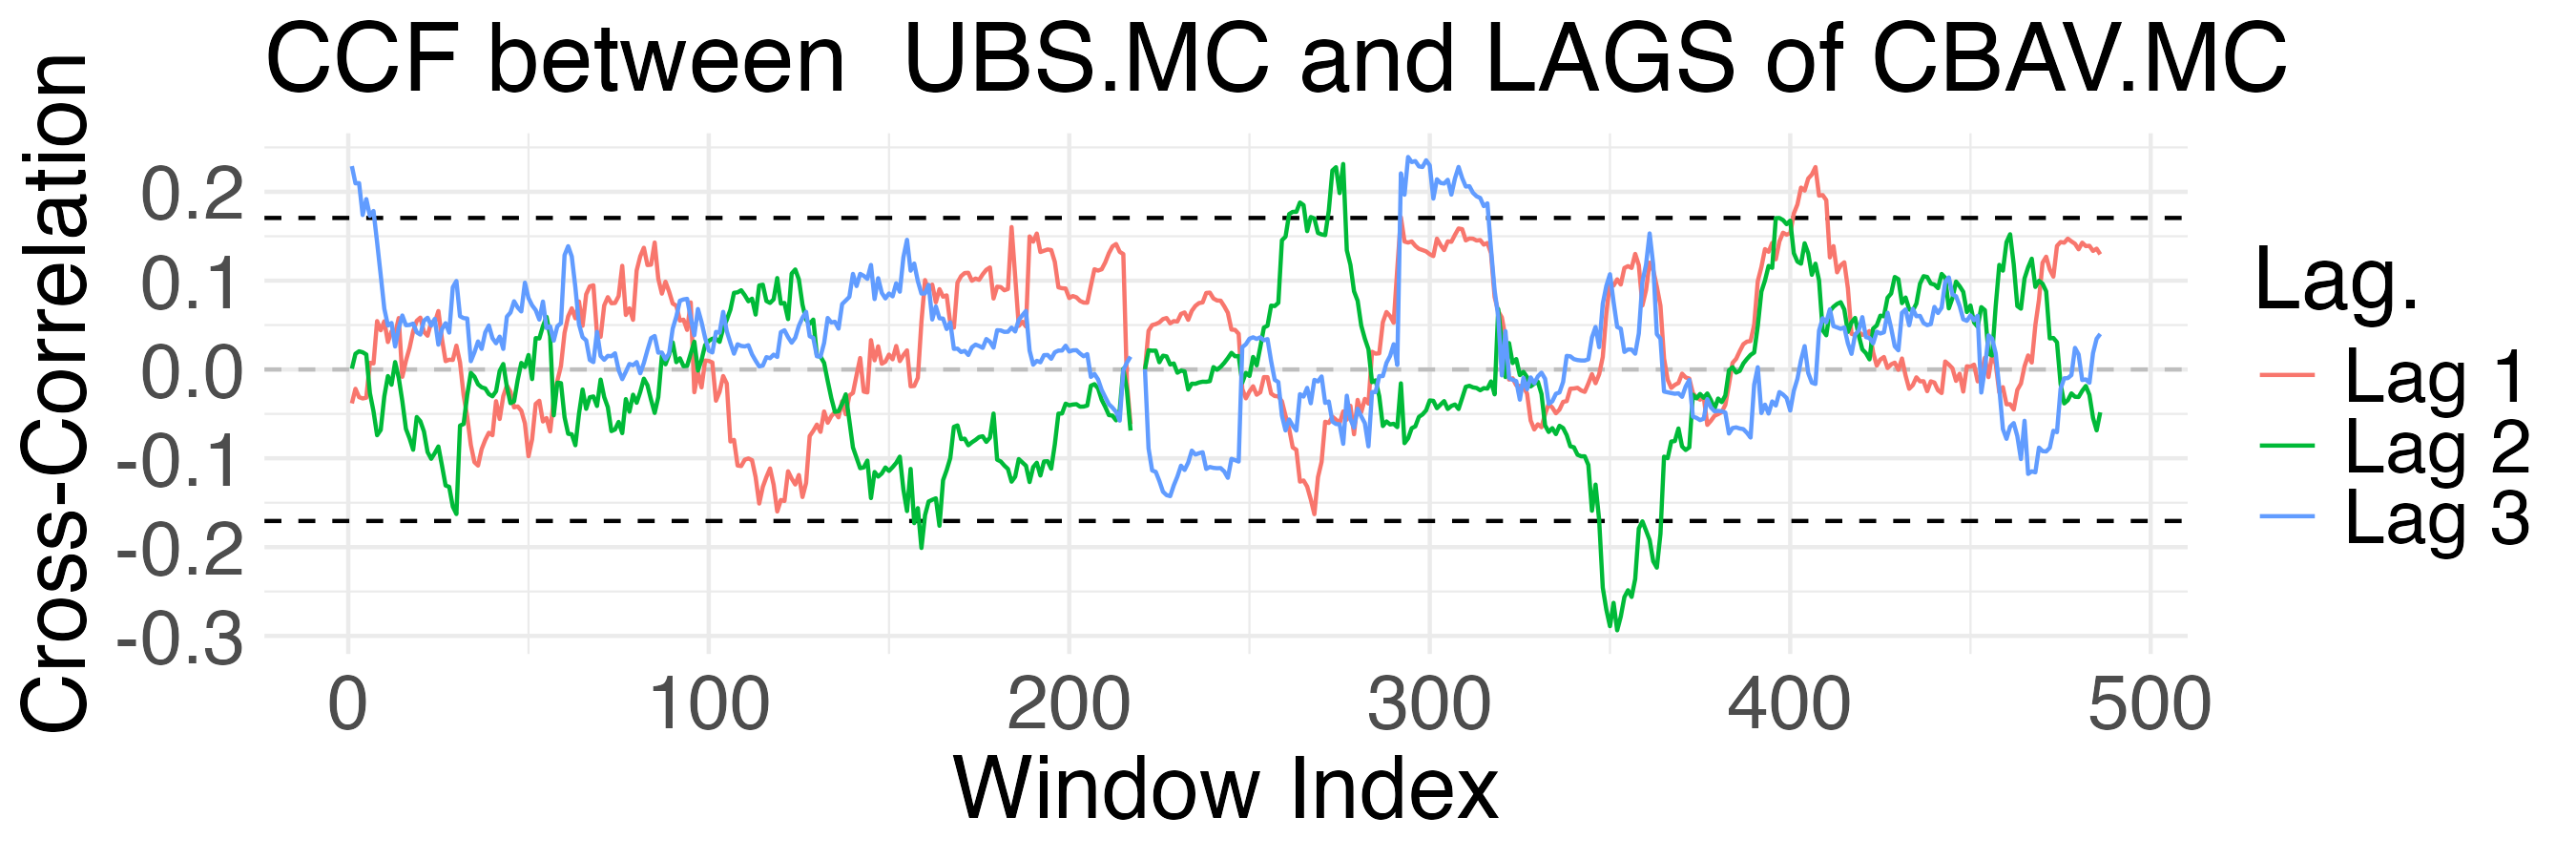 CCF between  UBS.MC and LAGS of CBAV.MC
Cross-Correlation
0.2
0.1
0.0
-0.1
-0.2
-0.3
0 100 200 300 400 500
Window Index
Lag.
Lag 1
Lag 2
Lag 3